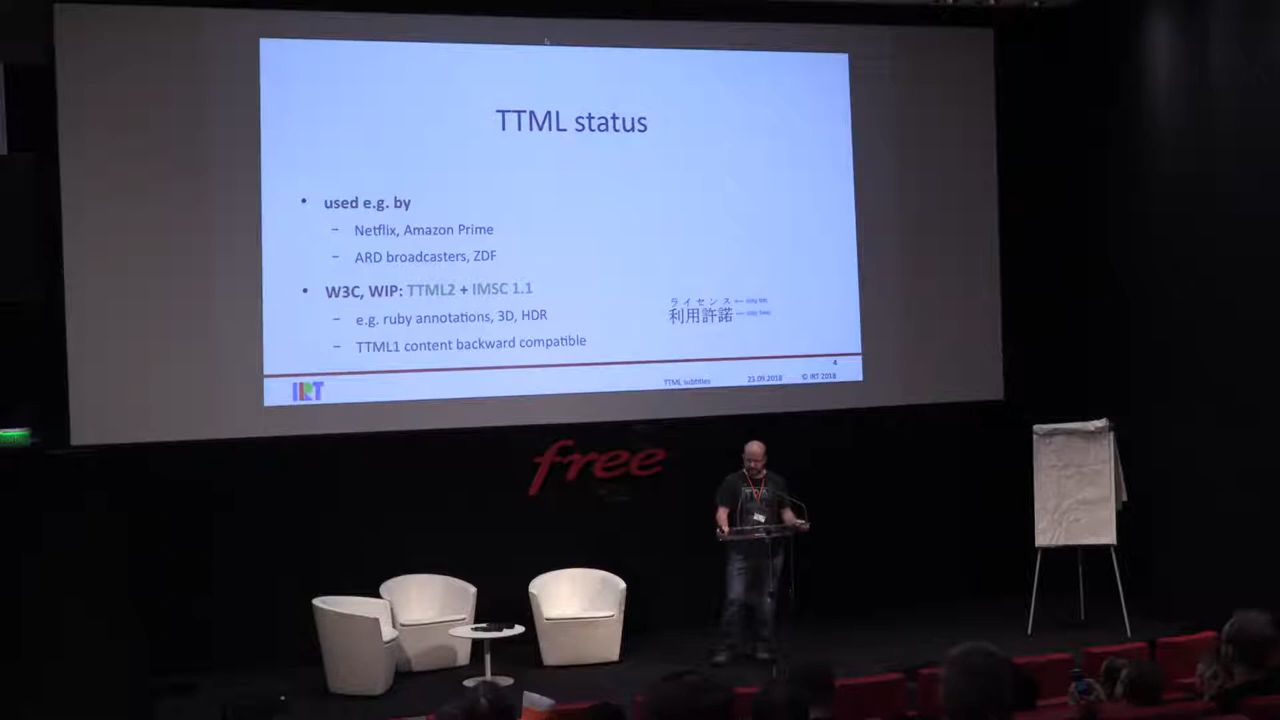 TTML status
• used e.g. by
– Netflix, Amazon Prime
– ARD broadcasters, ZDF
• W3C, WIP: TTML2 + IMSC 1.1
– e.g. ruby annotations, 3D, HDR
ライセンス
利用許諾
– TTML1 content backward compatible
4
IRT
TTML subtitles
23.09.2018
© IRT 2018
free